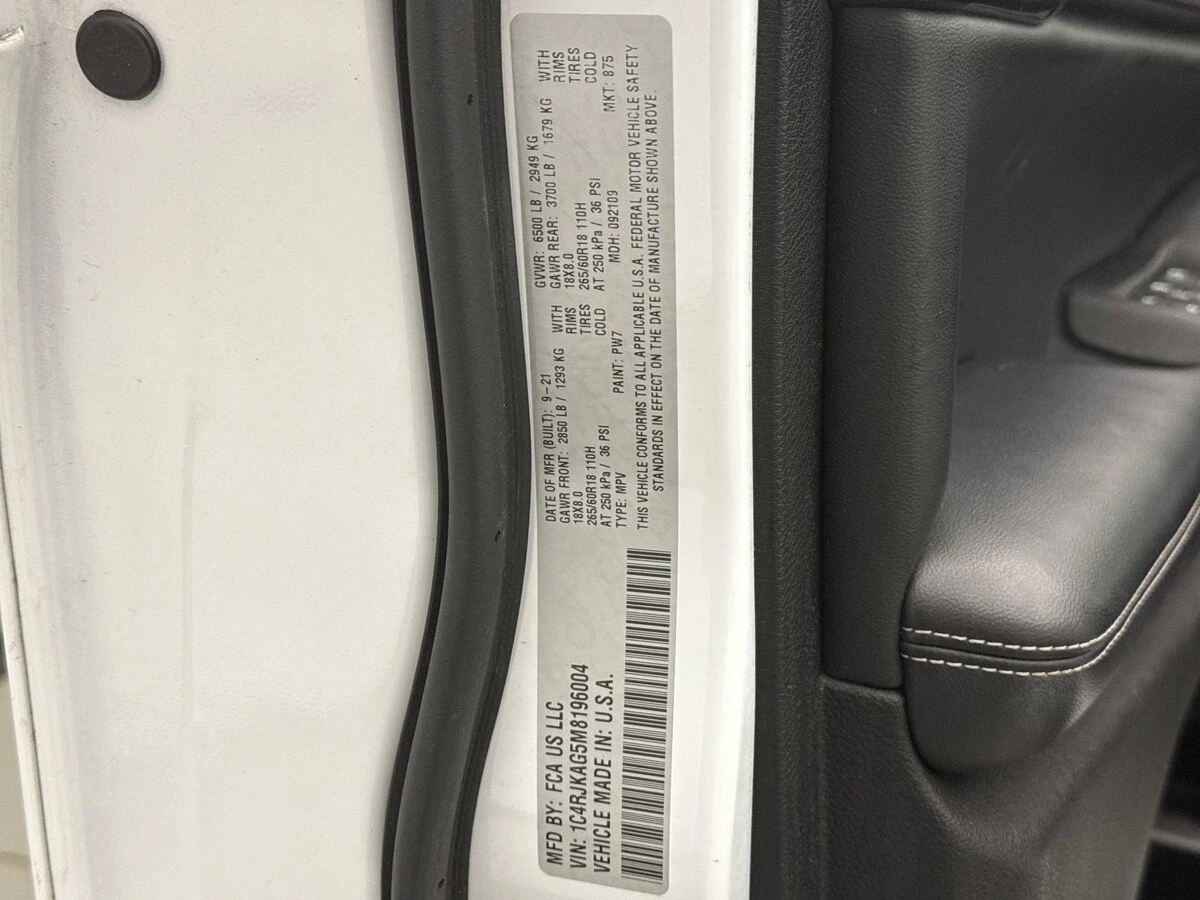 MFD BY: FCA US LLC
VIN: 1C4RJKAG5M8196004
VEHICLE MADE IN: U.S.A.
DATE OF MFR (BUILT): 9-21 GVWR: 6500 LB / 2949 KG
GAWR FRONT: 2850 LB / 1293 KG WITH GAWR REAR: 3700 LB / 1679 KG WITH
18X8.0 RIMS 18X8.0 RIMS
265/60R18 110H TIRES 265/60R18 110H TIRES
AT 250 kPa / 36 PSI COLD AT 250 kPa / 36 PSI COLD
TYPE: MPV PAINT: PW7 MDH: 092109 MKT: 875
THIS VEHICLE CONFORMS TO ALL APPLICABLE U.S.A. FEDERAL MOTOR VEHICLE SAFETY
STANDARDS IN EFFECT ON THE DATE OF MANUFACTURE SHOWN ABOVE.